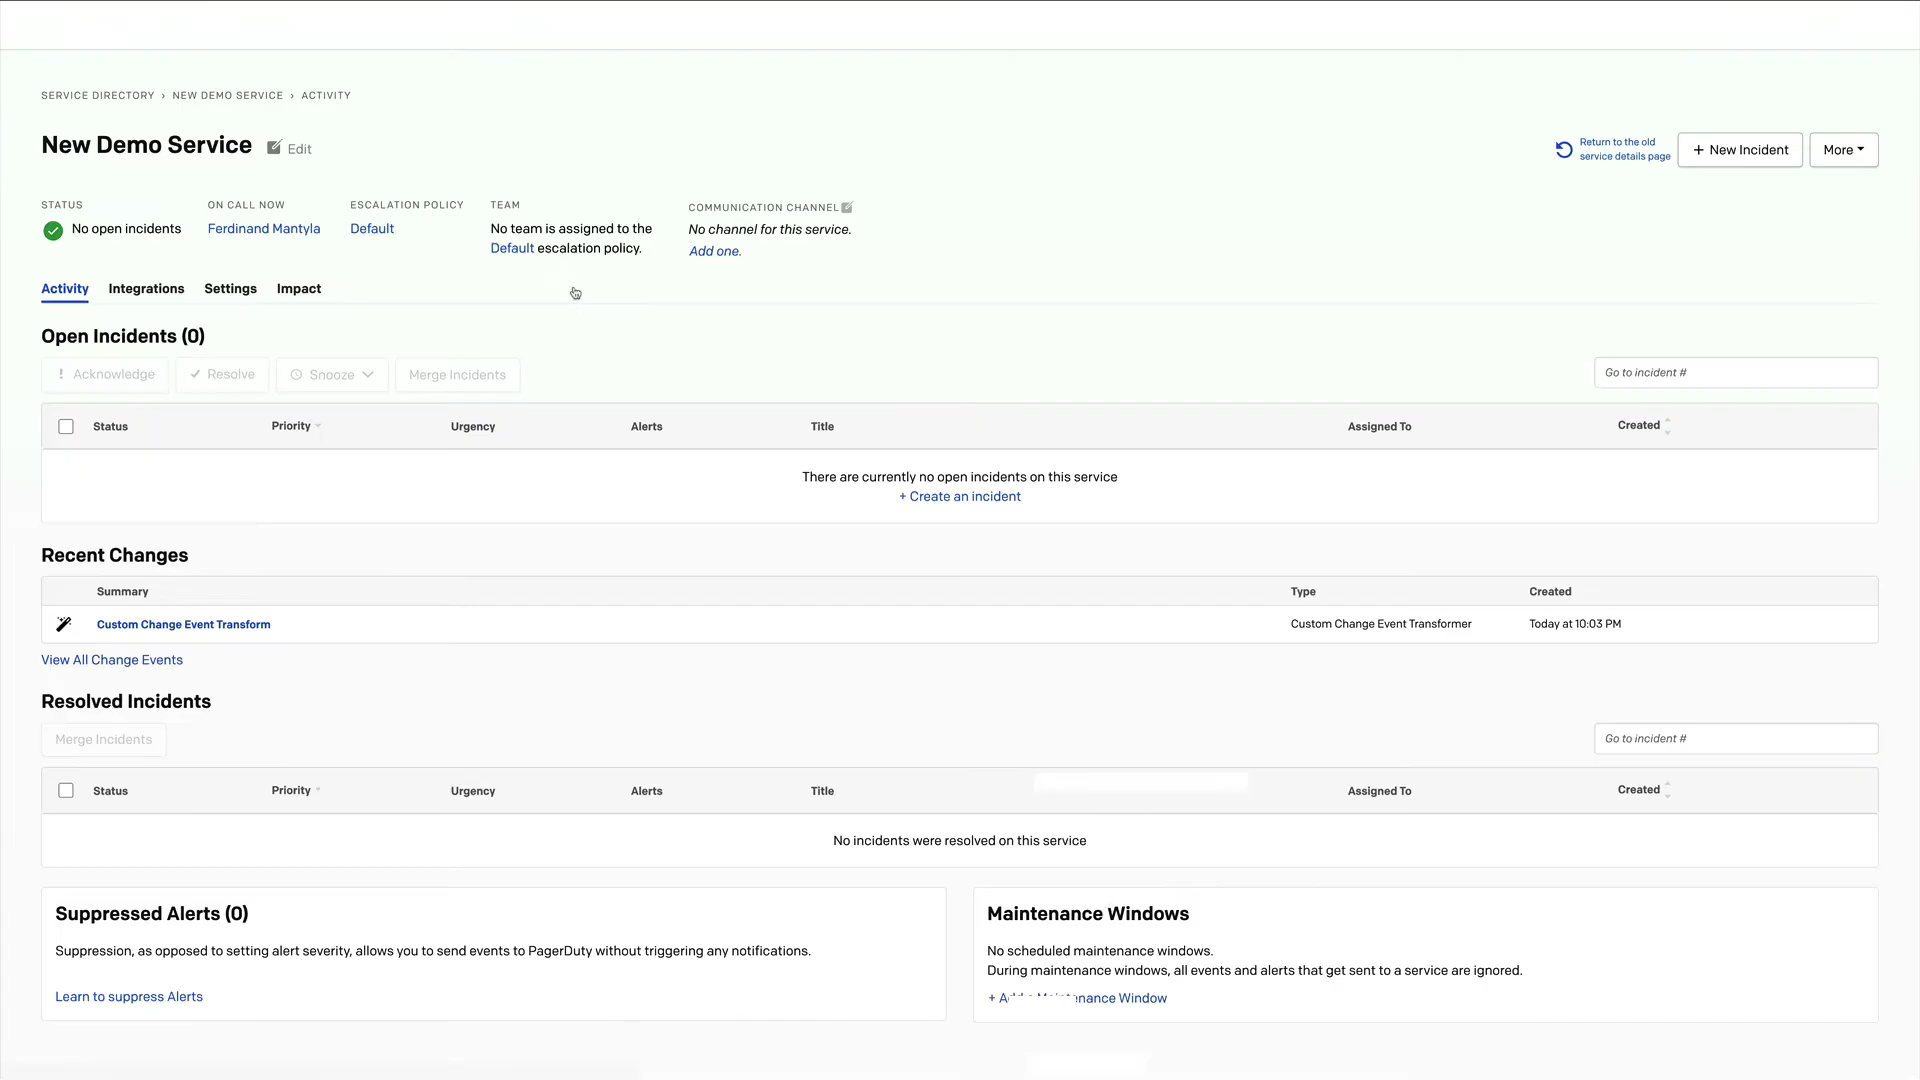 SERVICE DIRECTORY › NEW DEMO SERVICE › ACTIVITY
New Demo Service Edit
Return to the old
service details page
+ New Incident
More
STATUS
No open incidents
ON CALL NOW
Ferdinand Mantyla
ESCALATION POLICY
Default
TEAM
No team is assigned to the
Default escalation policy.
COMMUNICATION CHANNEL
No channel for this service.
Add one.
Activity Integrations Settings Impact
Open Incidents (0)
Acknowledge Resolve Snooze Merge Incidents
Go to incident #
Status Priority Urgency Alerts Title Assigned To Created
There are currently no open incidents on this service
+ Create an incident
Recent Changes
Summary Type Created
Custom Change Event Transform Custom Change Event Transformer Today at 10:03 PM
View All Change Events
Resolved Incidents
Merge Incidents
Go to incident #
Status Priority Urgency Alerts Title Assigned To Created
No incidents were resolved on this service
Suppressed Alerts (0)
Suppression, as opposed to setting alert severity, allows you to send events to PagerDuty without triggering any notifications.
Learn to suppress Alerts
Maintenance Windows
No scheduled maintenance windows.
During maintenance windows, all events and alerts that get sent to a service are ignored.
+ Add a Maintenance Window